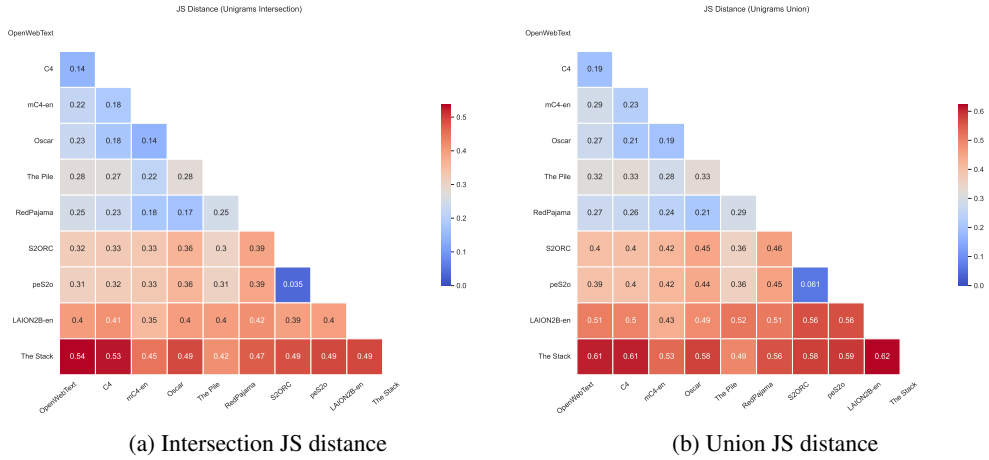 JS Distance (Unigrams Intersection)
OpenWebText
C4 0.14
mC4-en 0.22 0.18
Oscar 0.23 0.18 0.14
The Pile 0.28 0.27 0.22 0.28
RedPajama 0.25 0.23 0.18 0.17 0.25
S2ORC 0.32 0.33 0.33 0.36 0.3 0.39
peS2o 0.31 0.32 0.33 0.36 0.31 0.39 0.035
LAION2B-en 0.4 0.41 0.35 0.4 0.4 0.42 0.39 0.4
The Stack 0.54 0.53 0.45 0.49 0.42 0.47 0.49 0.49 0.49
OpenWebText C4 mC4-en Oscar The Pile RedPajama S2ORC peS2o LAION2B-en The Stack
0.5
0.4
0.3
0.2
0.1
0.0
(a) Intersection JS distance
JS Distance (Unigrams Union)
OpenWebText
C4 0.19
mC4-en 0.29 0.23
Oscar 0.27 0.21 0.19
The Pile 0.32 0.33 0.28 0.33
RedPajama 0.27 0.26 0.24 0.21 0.29
S2ORC 0.4 0.4 0.42 0.45 0.36 0.46
peS2o 0.39 0.4 0.42 0.44 0.36 0.45 0.061
LAION2B-en 0.51 0.5 0.43 0.49 0.52 0.51 0.56 0.56
The Stack 0.61 0.61 0.53 0.58 0.49 0.56 0.58 0.59 0.62
OpenWebText C4 mC4-en Oscar The Pile RedPajama S2ORC peS2o LAION2B-en The Stack
0.6
0.5
0.4
0.3
0.2
0.1
0.0
(b) Union JS distance